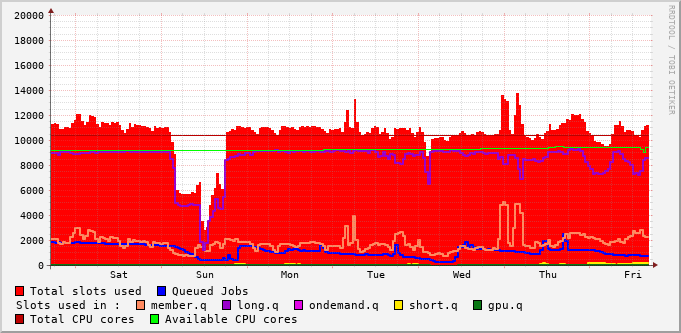 20000
18000
16000
14000
12000
10000
8000
6000
4000
2000
0
Sat Sun Mon Tue Wed Thu Fri
Total slots used Queued Jobs
Slots used in : member.q long.q ondemand.q short.q gpu.q
Total CPU cores Available CPU cores
RRDTOOL / TOBI OETIKER